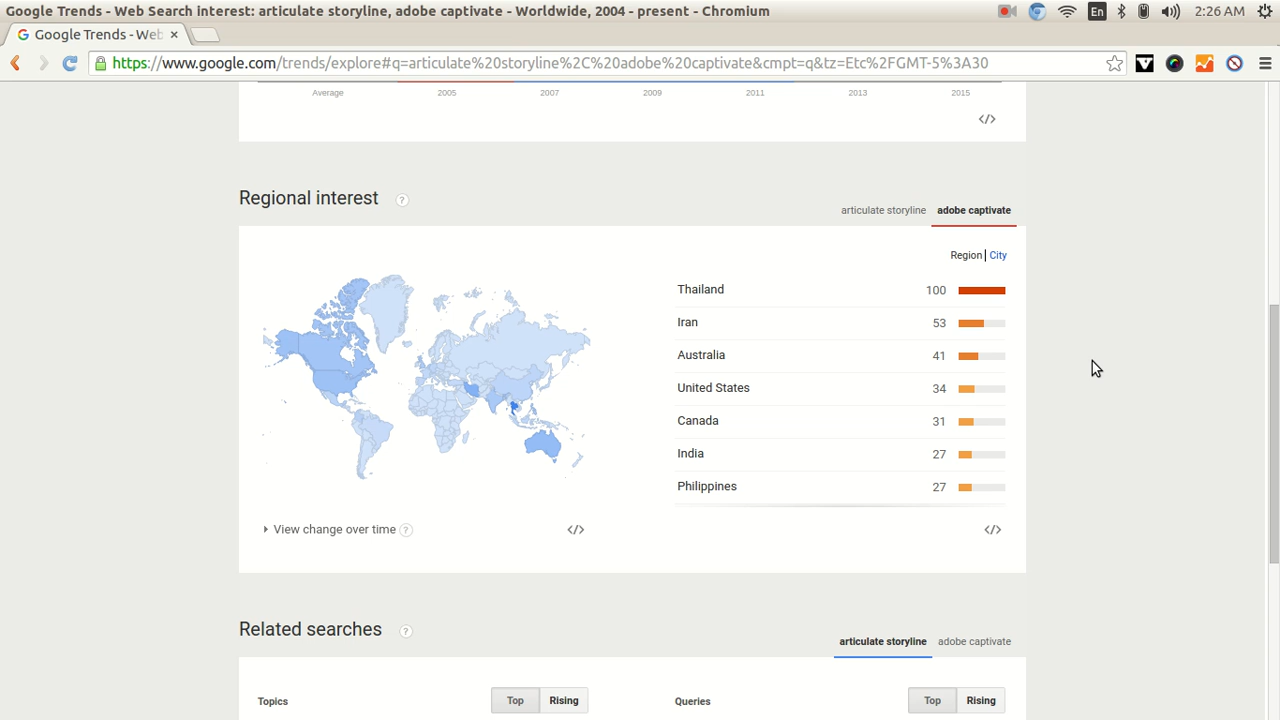 Google Trends - Web Search interest: articulate storyline, adobe captivate - Worldwide, 2004 - present - Chromium
En
2:26 AM
Google Trends - Web
https://www.google.com/trends/explore#q=articulate%20storyline%2C%20adobe%20captivate&cmpt=q&tz=Etc%2FGMT-5%3A30
Average 2005 2007 2009 2011 2013 2015
</>
Regional interest ?
articulate storyline adobe captivate
Region | City
Thailand 100
Iran 53
Australia 41
United States 34
Canada 31
India 27
Philippines 27
View change over time ? </> </>
Related searches ?
articulate storyline adobe captivate
Topics Top Rising Queries Top Rising